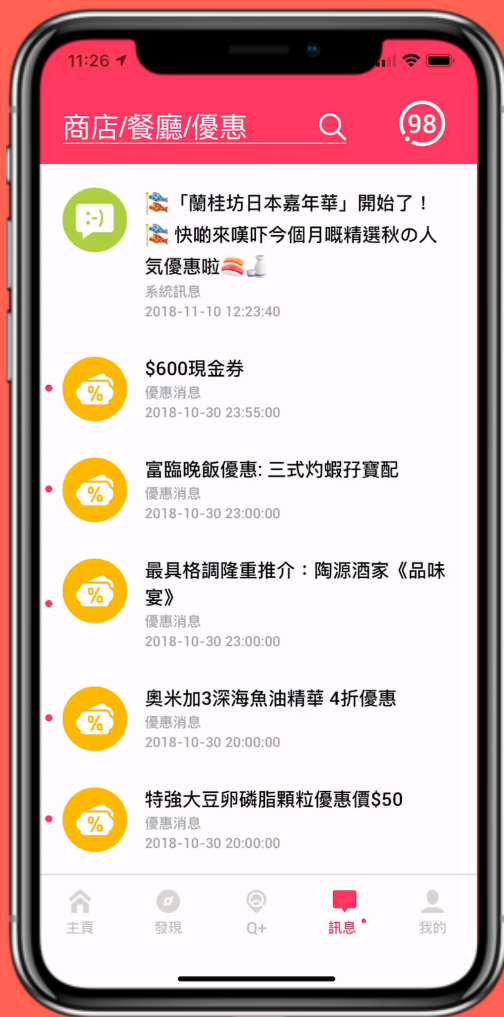 11:26
商店/餐廳/優惠
98
:-)
🎏「蘭桂坊日本嘉年華」開始了！
🎏 快啲來嘆吓今個月嘅精選秋の人
気優惠啦🍣🍶
系統訊息
2018-11-10 12:23:40
$600現金券
%
優惠消息
2018-10-30 23:55:00
富臨晚飯優惠: 三式灼蝦孖寶配
%
優惠消息
2018-10-30 23:00:00
最具格調隆重推介：陶源酒家《品味
宴》
%
優惠消息
2018-10-30 23:00:00
奧米加3深海魚油精華 4折優惠
%
優惠消息
2018-10-30 20:00:00
特強大豆卵磷脂顆粒優惠價$50
%
優惠消息
2018-10-30 20:00:00
主頁 發現 Q+ 訊息 我的